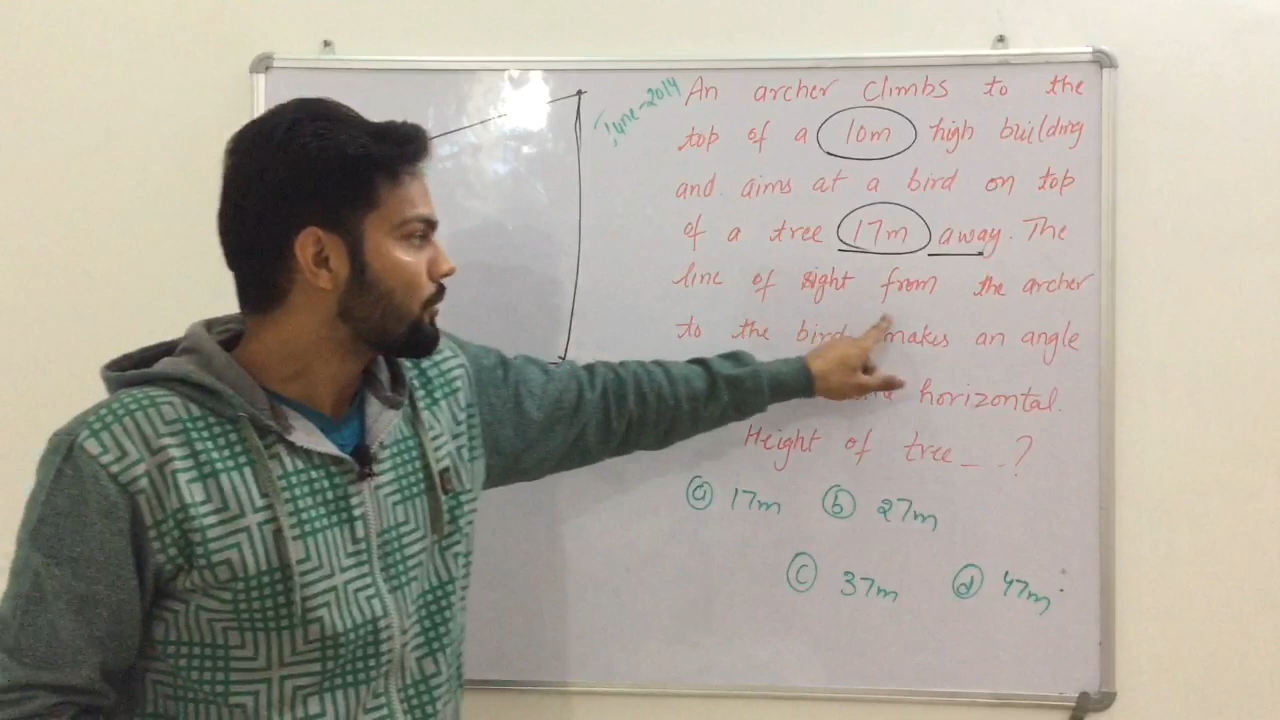 June-2014
An archer climbs to the
top of a 10m high building
and aims at a bird on top
of a tree 17m away. The
line of sight from the archer
to the bird makes an angle
horizontal.
Height of tree _ _ ?
ⓐ 17m ⓑ 27m
ⓒ 37m ⓓ 47m